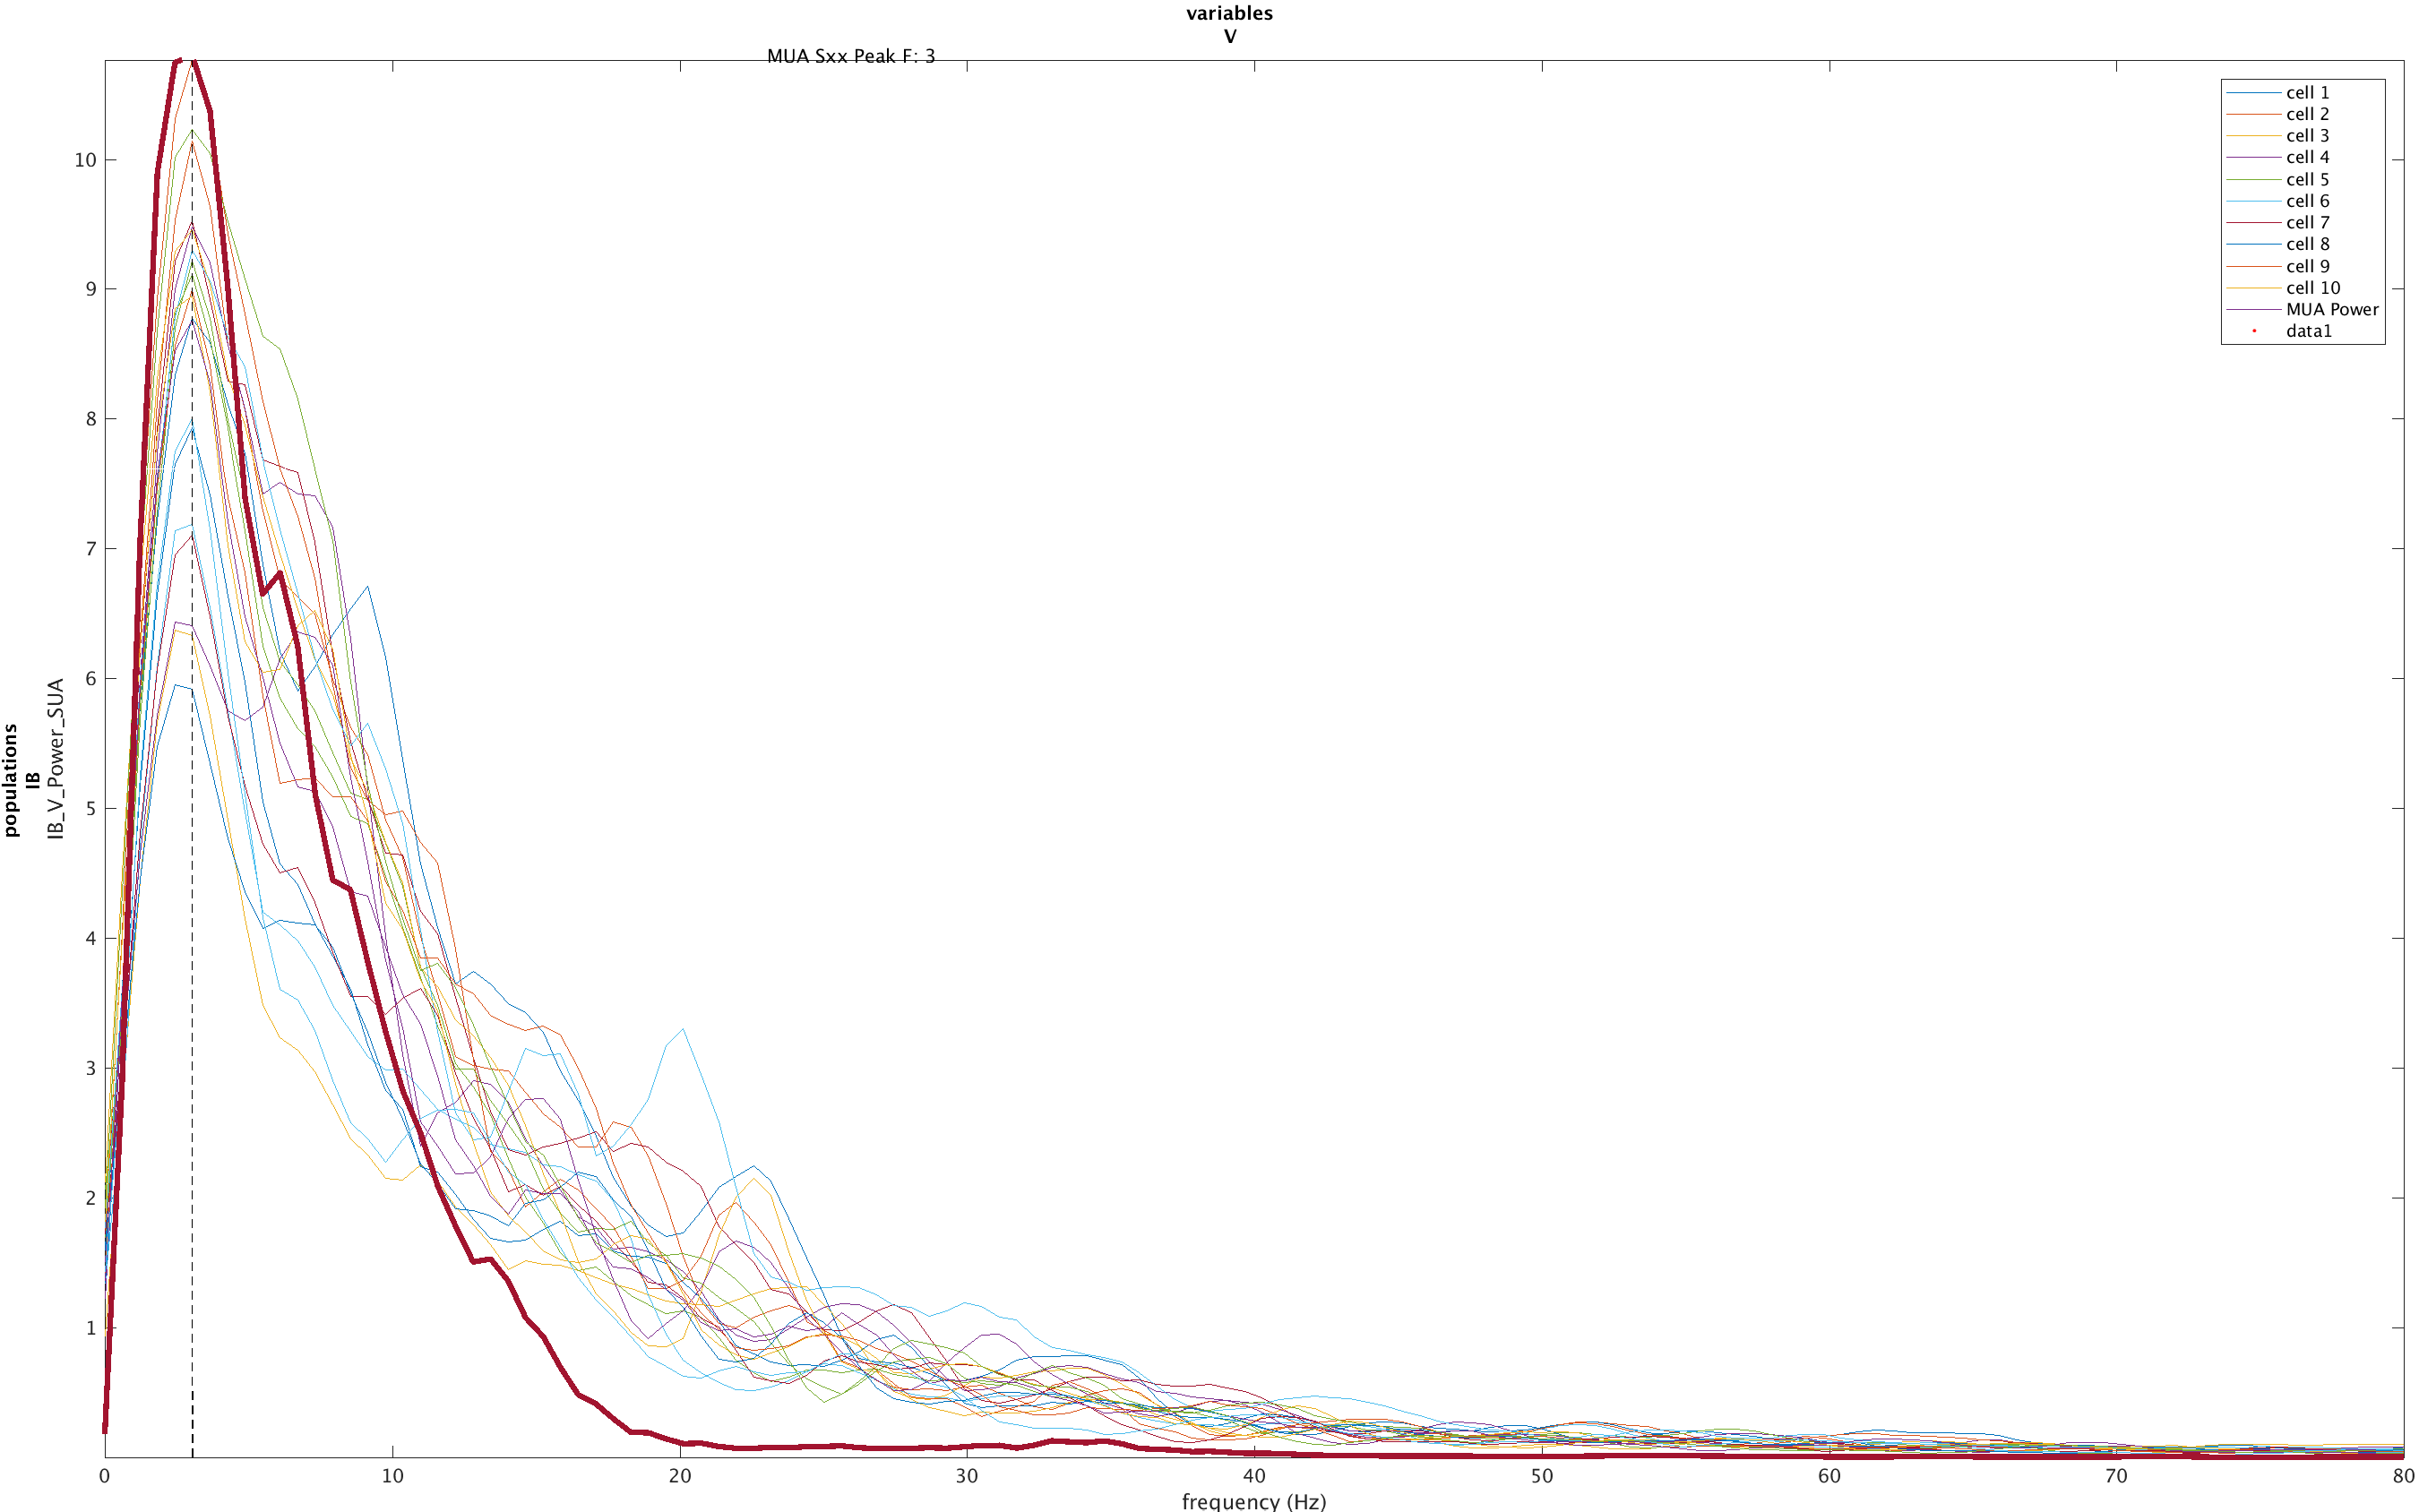 variables
V
MUA Sxx Peak F: 3
populations
IB
IB_V_Power_SUA
10
9
8
7
6
5
4
3
2
1
cell 1
cell 2
cell 3
cell 4
cell 5
cell 6
cell 7
cell 8
cell 9
cell 10
MUA Power
data1
0
10
20
30
40
50
60
70
80
frequency (Hz)